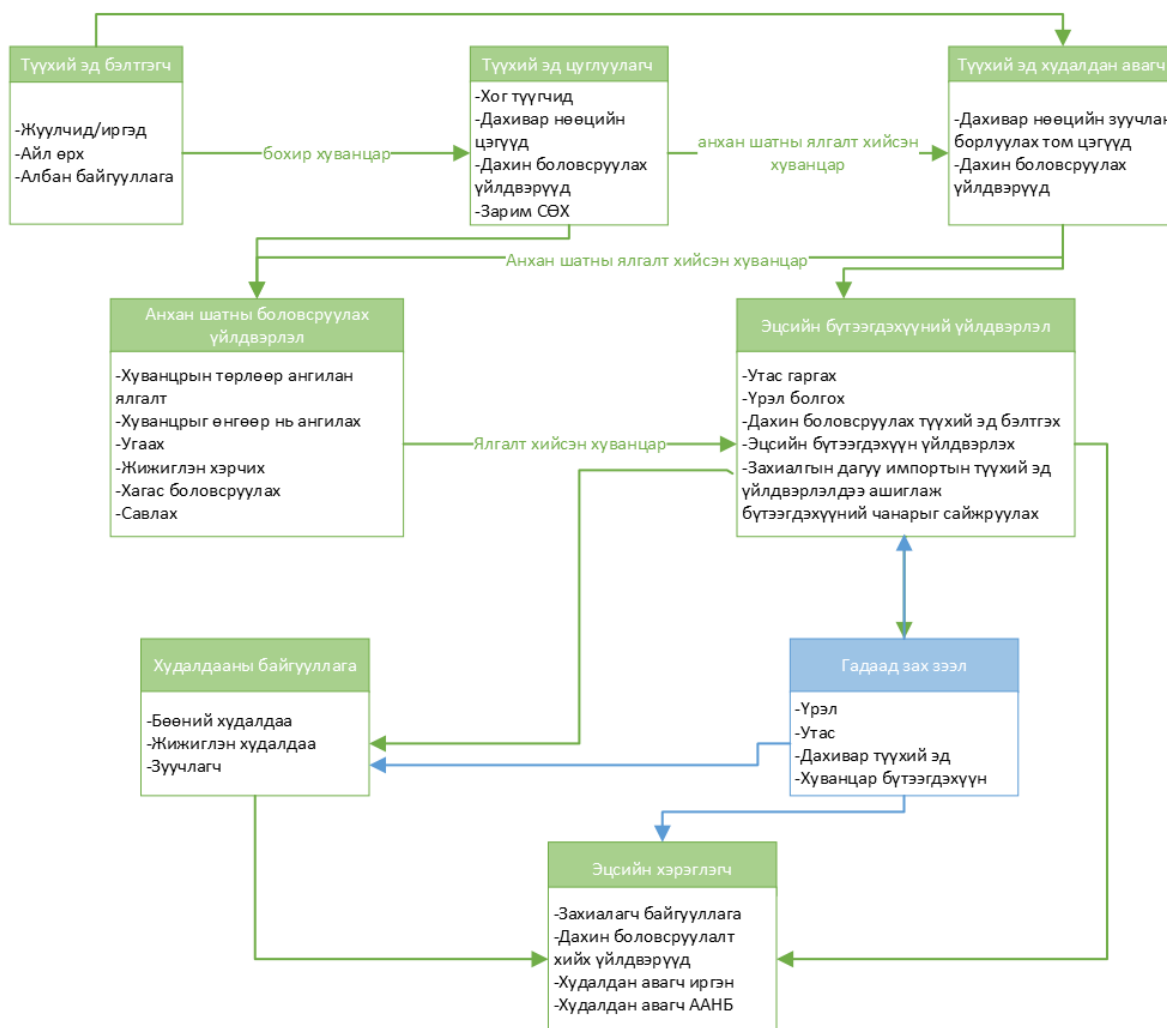 Түүхий эд бэлтгэгч
-Жуулчид/иргэд
-Айл өрх
-Албан байгууллага
бохир хуванцар
Түүхий эд цуглуулагч
-Хог түүгчид
-Дахивар нөөцийн
цэгүүд
-Дахин боловсруулах
үйлдвэрүүд
-Зарим СӨХ
анхан шатны ялгалт хийсэн
хуванцар
Түүхий эд худалдан авагч
-Дахивар нөөцийн зуучлан
борлуулах том цэгүүд
-Дахин боловсруулах
үйлдвэрүүд
Анхан шатны ялгалт хийсэн хуванцар
Анхан шатны боловсруулах
үйлдвэрлэл
-Хуванцрын төрлөөр ангилан
ялгалт
-Хуванцрыг өнгөөр нь ангилах
-Угаах
-Жижиглэн хэрчих
-Хагас боловсруулах
-Савлах
Ялгалт хийсэн хуванцар
Эцсийн бүтээгдэхүүний үйлдвэрлэл
-Утас гаргах
-Үрэл болгох
-Дахин боловсруулах түүхий эд бэлтгэх
-Эцсийн бүтээгдэхүүн үйлдвэрлэх
-Захиалгын дагуу импортын түүхий эд
үйлдвэрлэлдээ ашиглаж
бүтээгдэхүүний чанарыг сайжруулах
Худалдааны байгууллага
-Бөөний худалдаа
-Жижиглэн худалдаа
-Зуучлагч
Гадаад зах зээл
-Үрэл
-Утас
-Дахивар түүхий эд
-Хуванцар бүтээгдэхүүн
Эцсийн хэрэглэгч
-Захиалагч байгууллага
-Дахин боловсруулалт
хийх үйлдвэрүүд
-Худалдан авагч иргэн
-Худалдан авагч ААНБ